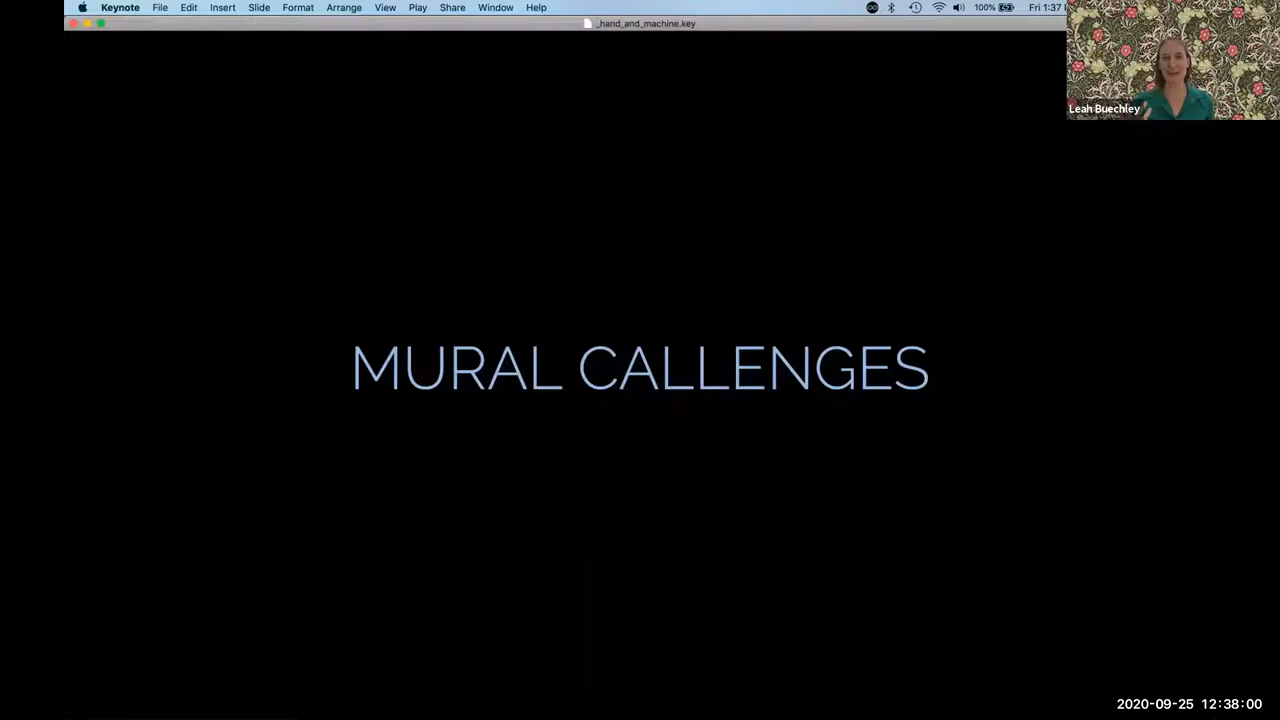 Keynote File Edit Insert Slide Format Arrange View Play Share Window Help 100% Fri 1:37
_hand_and_machine.key
Leah Buechley
MURAL CALLENGES
2020-09-25 12:38:00